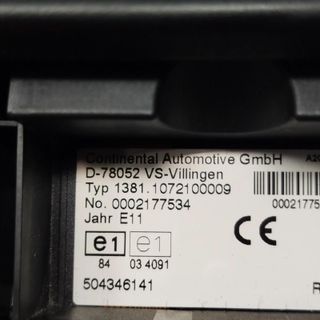 Continental Automotive GmbH
D-78052 VS-Villingen
Typ 1381.1072100009
No. 0002177534
Jahr E11
e1 e1
84 03 4091
504346141
CE